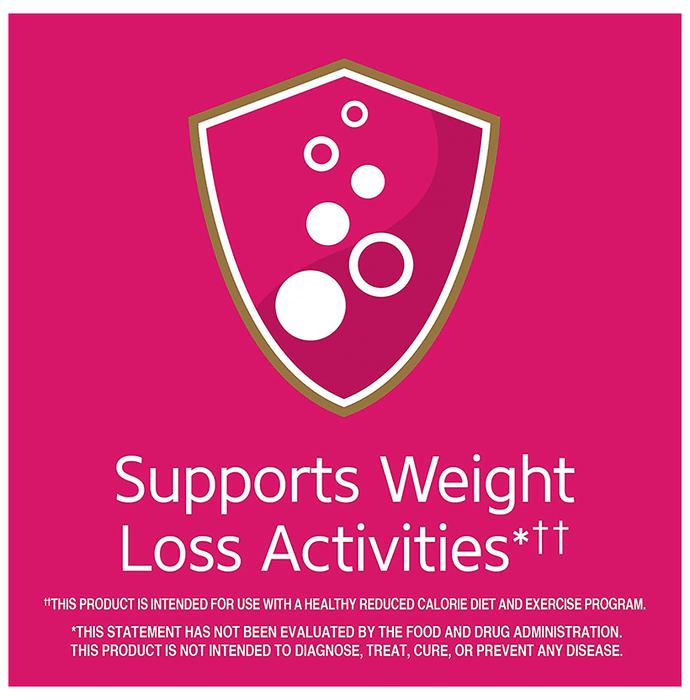 Supports Weight
Loss Activities*††
††THIS PRODUCT IS INTENDED FOR USE WITH A HEALTHY REDUCED CALORIE DIET AND EXERCISE PROGRAM.
*THIS STATEMENT HAS NOT BEEN EVALUATED BY THE FOOD AND DRUG ADMINISTRATION.
THIS PRODUCT IS NOT INTENDED TO DIAGNOSE, TREAT, CURE, OR PREVENT ANY DISEASE.